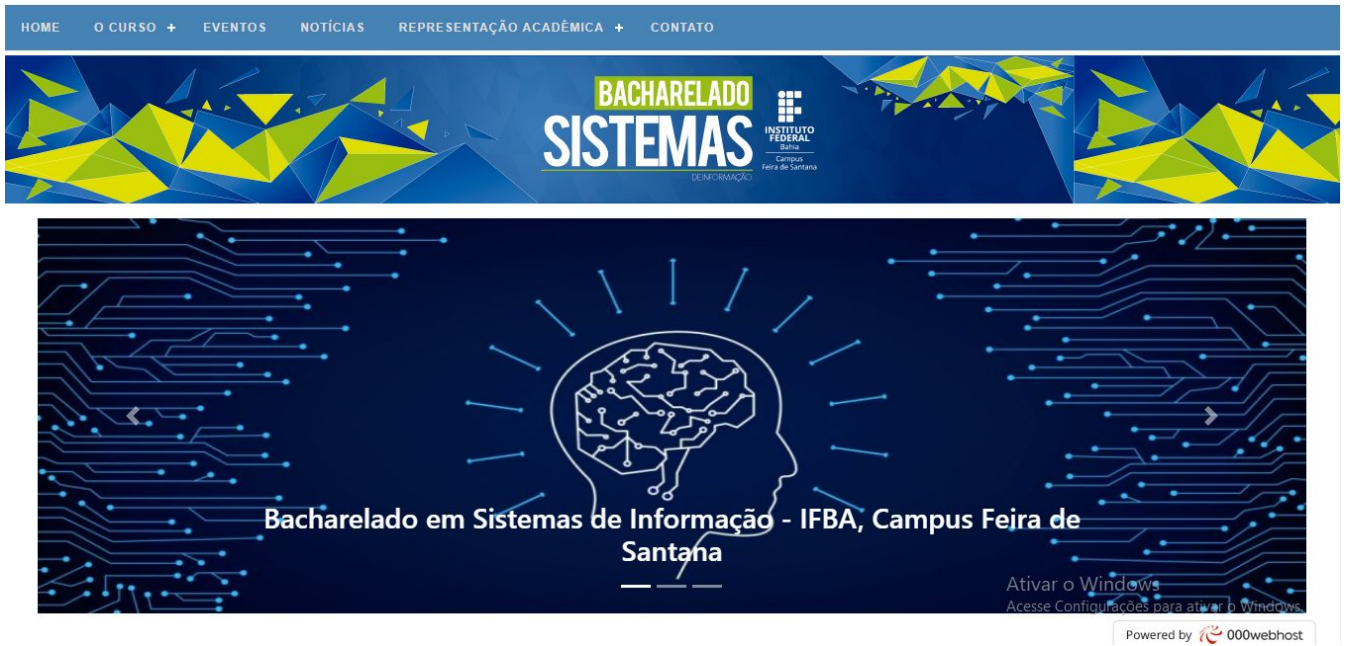 HOME O CURSO + EVENTOS NOTÍCIAS REPRESENTAÇÃO ACADÊMICA + CONTATO
BACHARELADO
SISTEMAS
DEINFORMAÇÃO
INSTITUTO
FEDERAL
Bahia
Campus
Feira de Santana
Bacharelado em Sistemas de Informação - IFBA, Campus Feira de
Santana
Ativar o Windows
Acesse Configurações para ativar o Windows.
Powered by 000webhost